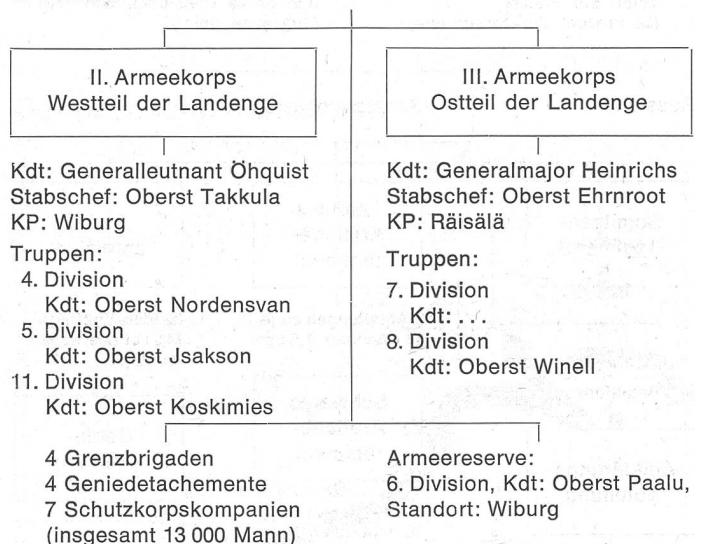 II. Armeekorps
Westteil der Landenge
Kdt: Generalleutnant Öhquist
Stabschef: Oberst Takkula
KP: Wiburg
Truppen:
4. Division
Kdt: Oberst Nordensvan
5. Division
Kdt: Oberst Jsakson
11. Division
Kdt: Oberst Koskimies
III. Armeekorps
Ostteil der Landenge
Kdt: Generalmajor Heinrichs
Stabschef: Oberst Ehrnroot
KP: Räisälä
Truppen:
7. Division
Kdt: . . .
8. Division
Kdt: Oberst Winell
4 Grenzbrigaden
4 Geniedetachemente
7 Schutzkorpskompanien
(insgesamt 13 000 Mann)
Armeereserve:
6. Division, Kdt: Oberst Paalu,
Standort: Wiburg